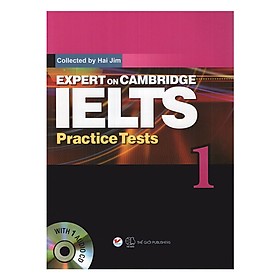 Collected by Hai Jim
EXPERT ON CAMBRIDGE
IELTS
Practice Tests
1
WITH 1 AUDIO CD
THẾ GIỚI PUBLISHERS